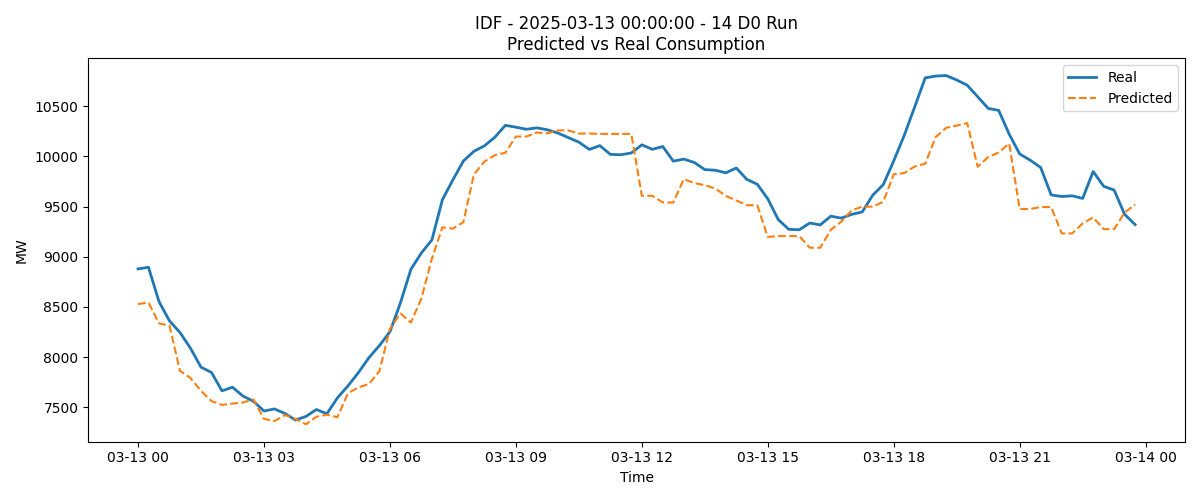 IDF - 2025-03-13 00:00:00 - 14 D0 Run
Predicted vs Real Consumption
Real
Predicted
MW
10500
10000
9500
9000
8500
8000
7500
03-13 00
03-13 03
03-13 06
03-13 09
03-13 12
03-13 15
03-13 18
03-13 21
03-14 00
Time